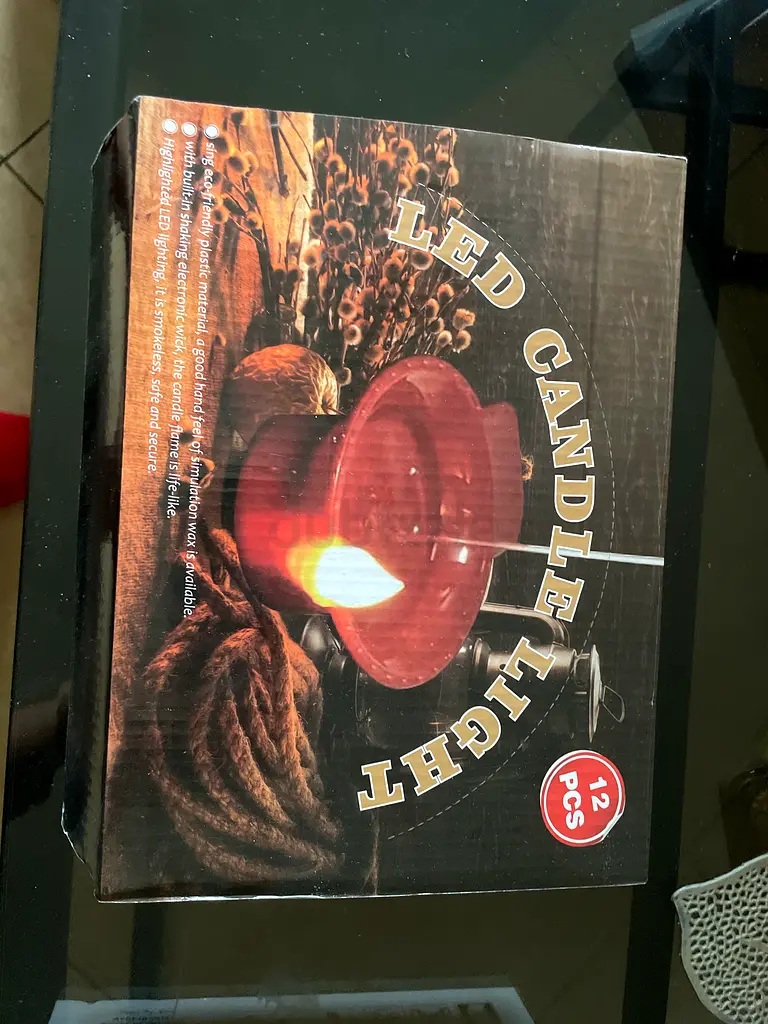 LED CANDLE LIGHT
12
PCS
sing eco-friendly plastic material, a good hand feel of simulation wax is available.
with built-in shaking electronic wick, the candle flame is life-like.
Highlighted LED lighting, it is smokeless, safe and secure.